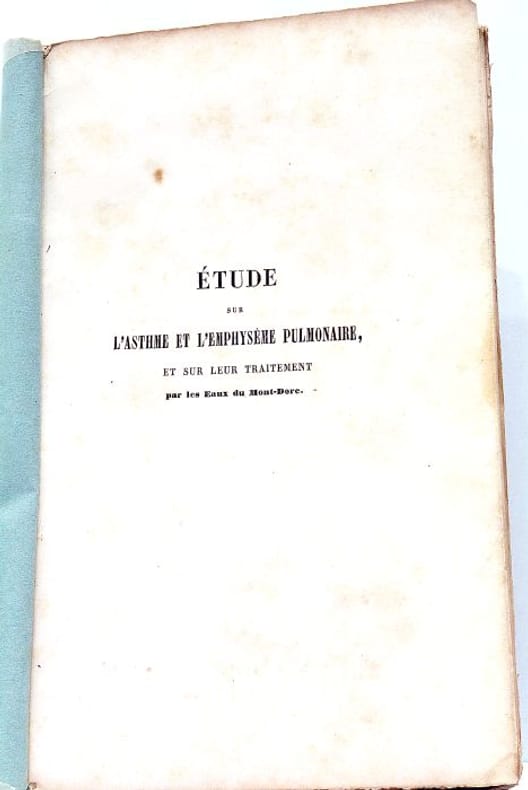 ÉTUDE
SUR
L'ASTHME ET L'EMPHYSÈME PULMONAIRE,
ET SUR LEUR TRAITEMENT
par les Eaux du Mont-Dore.